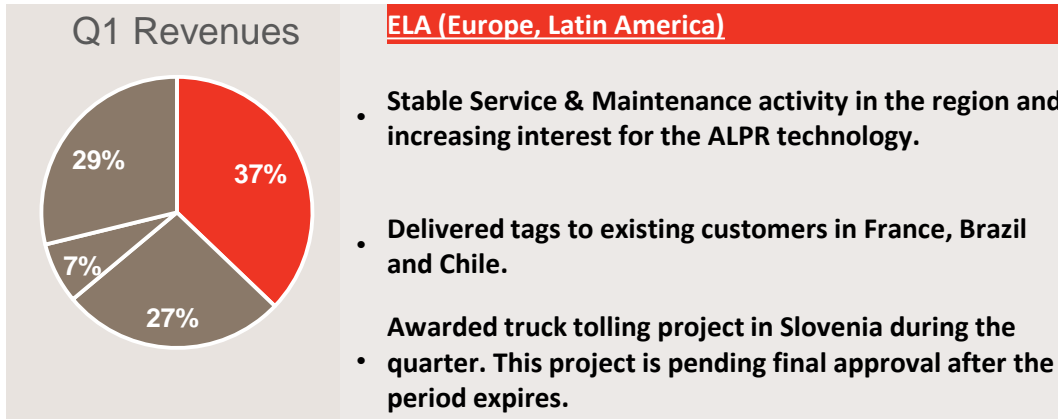 Q1 Revenues
29%
37%
7%
27%
ELA (Europe, Latin America)
• Stable Service & Maintenance activity in the region and
increasing interest for the ALPR technology.
• Delivered tags to existing customers in France, Brazil
and Chile.
Awarded truck tolling project in Slovenia during the
• quarter. This project is pending final approval after the
period expires.